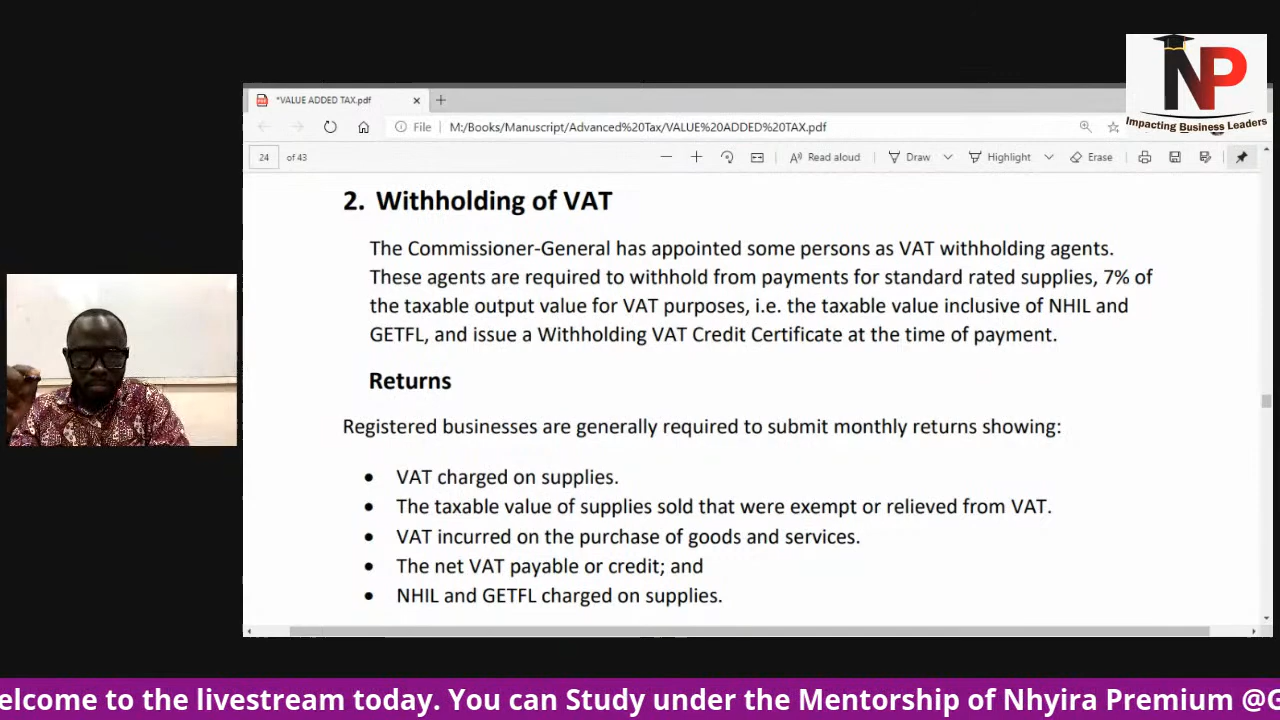 NP
Impacting Business Leaders
*VALUE ADDED TAX.pdf
File M:/Books/Manuscript/Advanced%20Tax/VALUE%20ADDED%20TAX.pdf
24 of 43 Read aloud Draw Highlight Erase
2. Withholding of VAT
The Commissioner-General has appointed some persons as VAT withholding agents.
These agents are required to withhold from payments for standard rated supplies, 7% of
the taxable output value for VAT purposes, i.e. the taxable value inclusive of NHIL and
GETFL, and issue a Withholding VAT Credit Certificate at the time of payment.
Returns
Registered businesses are generally required to submit monthly returns showing:
• VAT charged on supplies.
• The taxable value of supplies sold that were exempt or relieved from VAT.
• VAT incurred on the purchase of goods and services.
• The net VAT payable or credit; and
• NHIL and GETFL charged on supplies.
elcome to the livestream today. You can Study under the Mentorship of Nhyira Premium @G